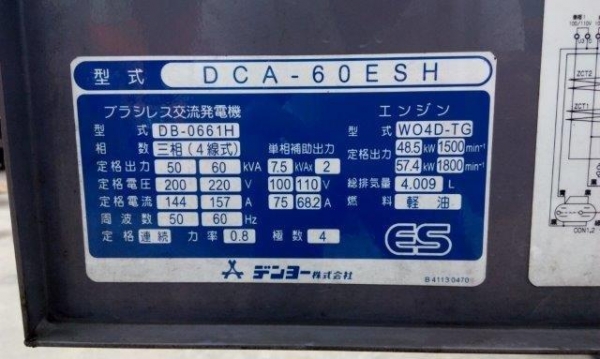 型式 DCA-60ESH
ブラシレス交流発電機
型式 DB-0661H
相数 三相(4線式) 単相補助出力
定格出力 50 60 kVA 7.5 kVAx 2
定格電圧 200 220 V 100 110 V
定格電流 144 157 A 75 68.2 A
周波数 50 60 Hz
定格 連続 力率 0.8 極数 4
エンジン
型式 WO4D-TG
定格出力 48.5 kW 1500 min⁻¹
57.4 kW 1800 min⁻¹
総排気量 4.009 L
燃料 軽油
ES
デンヨー株式会社
ZCT2
ZCT1
CON1,2